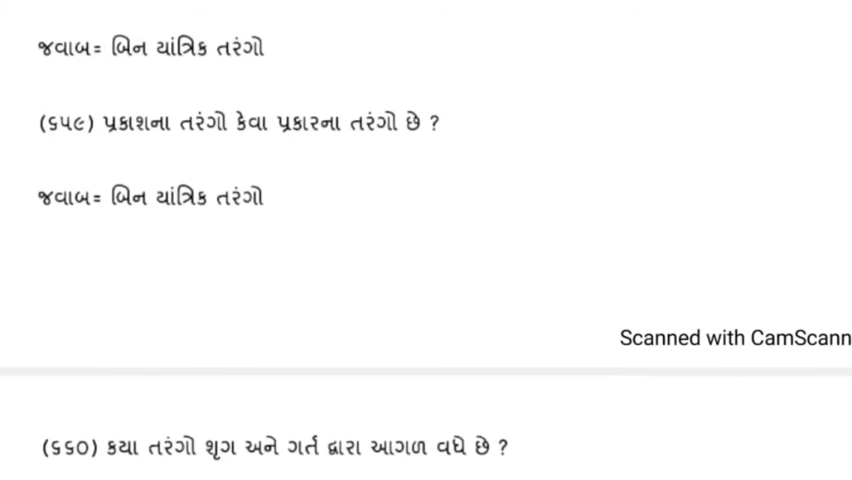 જવાબ= બિન યાંત્રિક તરંગો
(૬૫૯) પ્રકાશના તરંગો કેવા પ્રકારના તરંગો છે ?
જવાબ= બિન યાંત્રિક તરંગો
Scanned with CamScann
(૬૬૦) કયા તરંગો શૃગ અને ગર્ત દ્વારા આગળ વધે છે ?